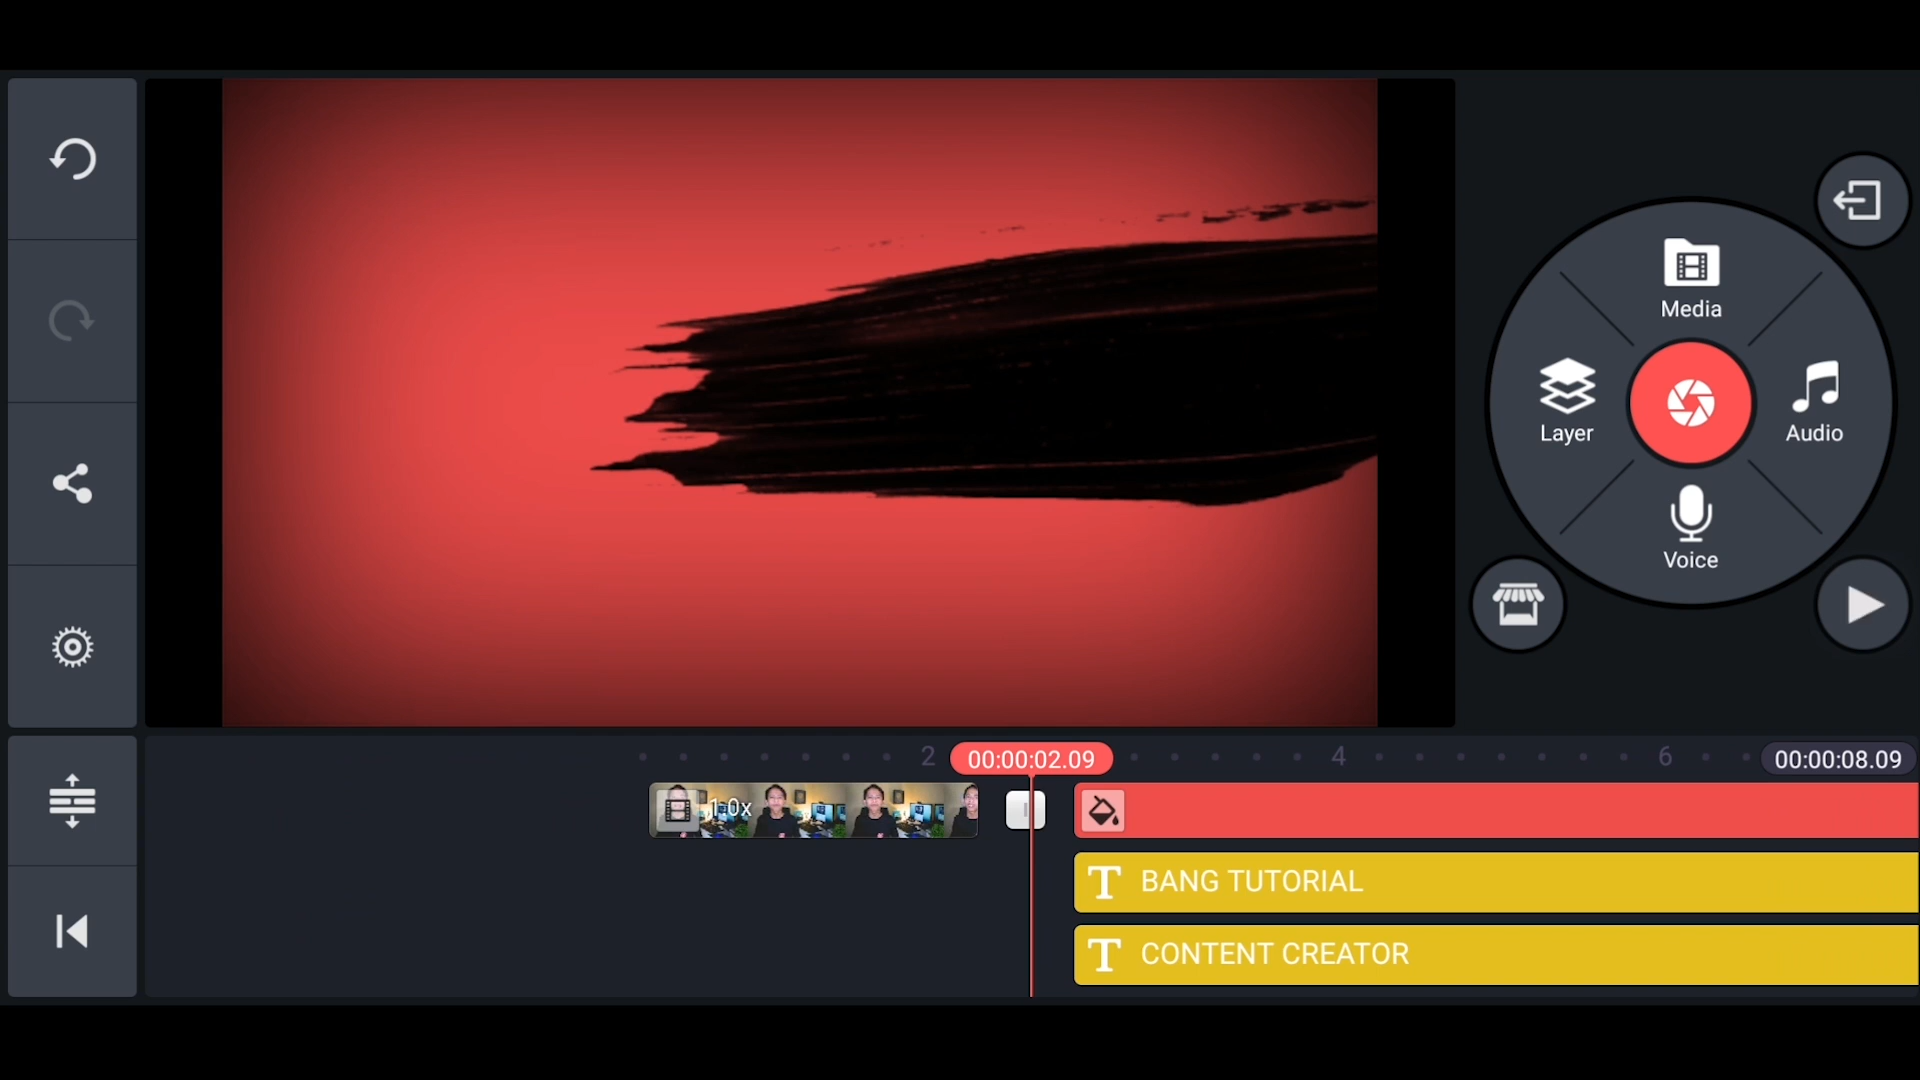 Media
Layer
Audio
Voice
2
00:00:02.09
4
6
00:00:08.09
1.0x
BANG TUTORIAL
CONTENT CREATOR